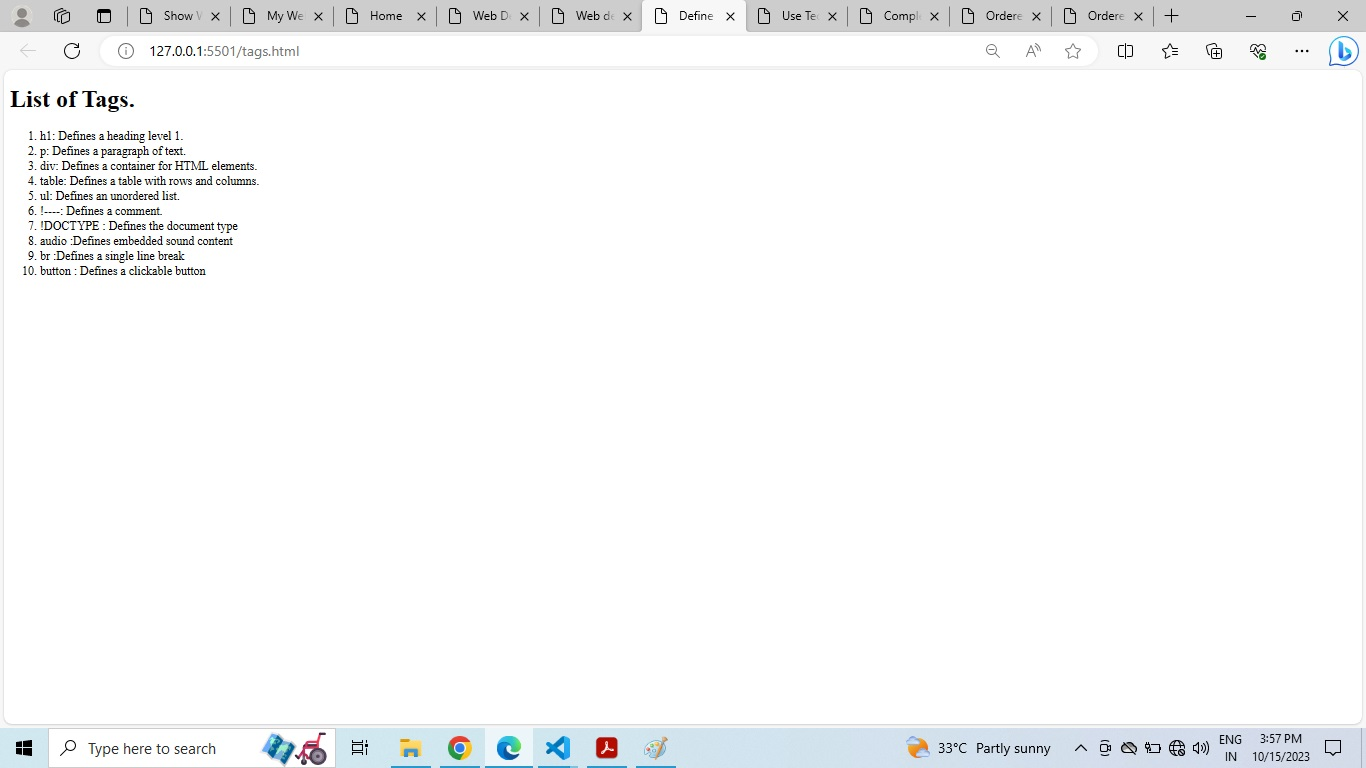 Show
My We
Home
Web D
Web de
Define
Use Te
Compl
Ordere
Ordere
127.0.0.1:5501/tags.html
List of Tags.
1. h1: Defines a heading level 1.
2. p: Defines a paragraph of text.
3. div: Defines a container for HTML elements.
4. table: Defines a table with rows and columns.
5. ul: Defines an unordered list.
6. !----: Defines a comment.
7. !DOCTYPE : Defines the document type
8. audio :Defines embedded sound content
9. br :Defines a single line break
10. button : Defines a clickable button
Type here to search
33°C Partly sunny
ENG
IN
3:57 PM
10/15/2023